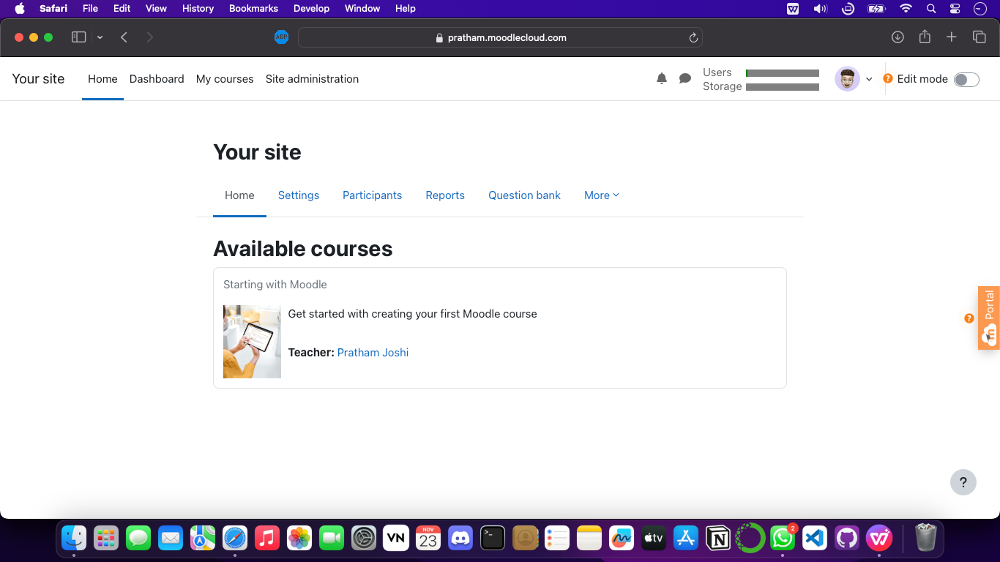 Safari File Edit View History Bookmarks Develop Window Help
ABP pratham.moodlecloud.com
Your site Home Dashboard My courses Site administration Users Edit mode
Storage
Your site
Home Settings Participants Reports Question bank More
Available courses
Starting with Moodle
Get started with creating your first Moodle course
Teacher: Pratham Joshi
Portal
?
VN NOV 23 tv 2